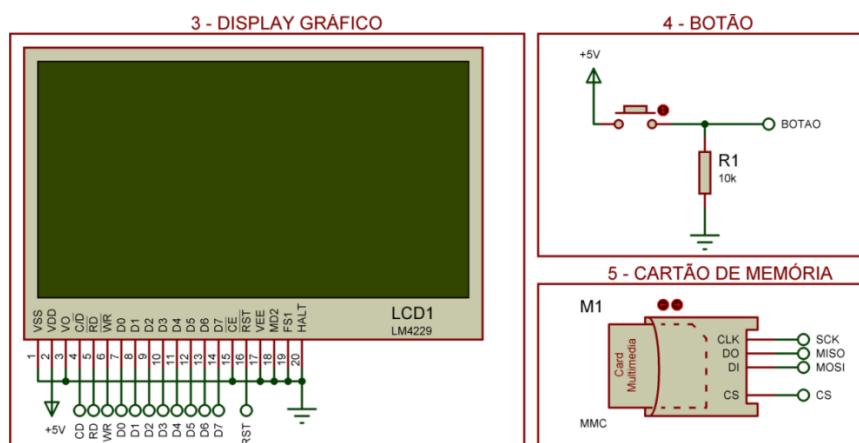 3 - DISPLAY GRÁFICO
LCD1
LM4229
VSS VDD VO C/D RD WR D0 D1 D2 D3 D4 D5 D6 D7 CE RST VEE MD2 FS1 HALT
1 2 3 4 5 6 7 8 9 10 11 12 13 14 15 16 17 18 19 20
+5V CD RD WR D0 D1 D2 D3 D4 D5 D6 D7 RST
4 - BOTÃO
+5V
BOTAO
R1
10k
5 - CARTÃO DE MEMÓRIA
M1
Card
Multimedia
CLK SCK
DO MISO
DI MOSI
CS CS
MMC